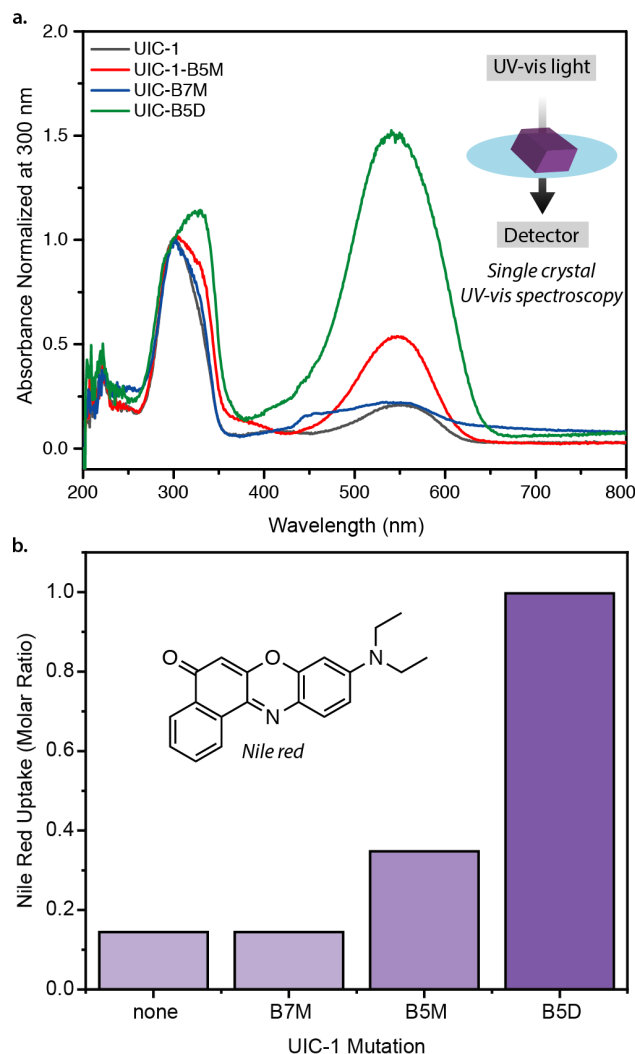 a.
2.0
1.5
1.0
0.5
0.0
Absorbance Normalized at 300 nm
UIC-1
UIC-1-B5M
UIC-B7M
UIC-B5D
UV-vis light
Detector
Single crystal
UV-vis spectroscopy
200 300 400 500 600 700 800
Wavelength (nm)
b.
1.0
0.8
0.6
0.4
0.2
0.0
Nile Red Uptake (Molar Ratio)
O
O
N
N
Nile red
none B7M B5M B5D
UIC-1 Mutation